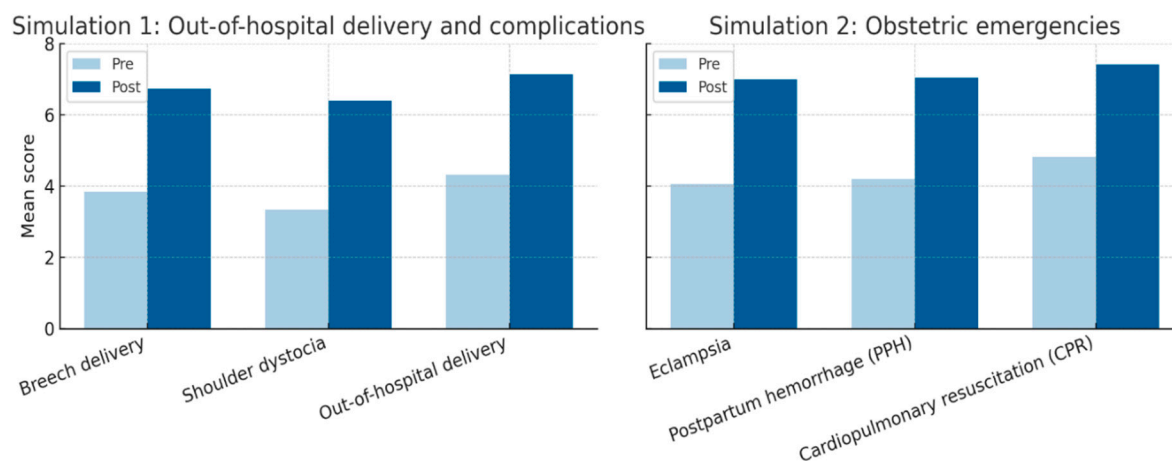 Simulation 1: Out-of-hospital delivery and complications
Pre
Post
Mean score
8
6
4
2
0
Breech delivery
Shoulder dystocia
Out-of-hospital delivery
Simulation 2: Obstetric emergencies
Pre
Post
Eclampsia
Postpartum hemorrhage (PPH)
Cardiopulmonary resuscitation (CPR)